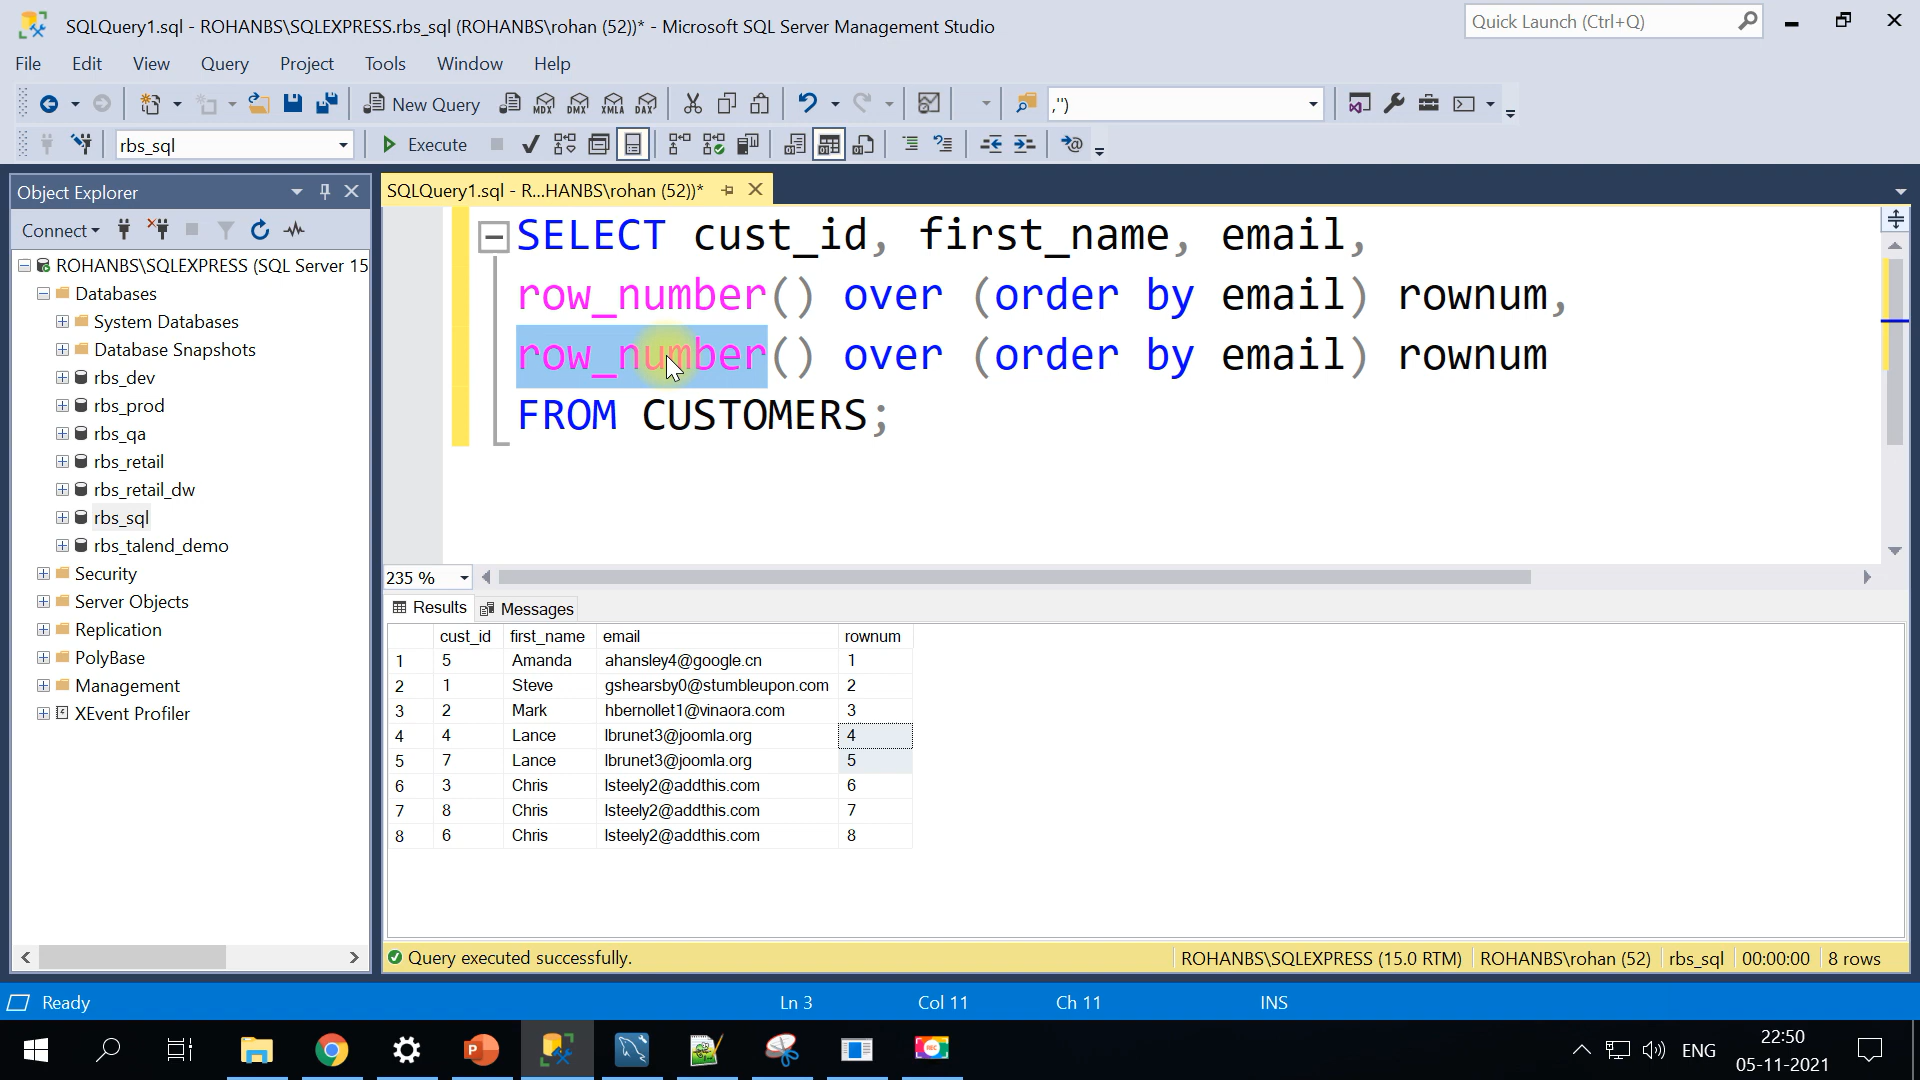 SQLQuery1.sql - ROHANBS\SQLEXPRESS.rbs_sql (ROHANBS\rohan (52))* - Microsoft SQL Server Management Studio
Quick Launch (Ctrl+Q)
File Edit View Query Project Tools Window Help
New Query MDX DMX XMLA DAX ,'')
rbs_sql Execute
Object Explorer
SQLQuery1.sql - R...HANBS\rohan (52))*
Connect
ROHANBS\SQLEXPRESS (SQL Server 15
Databases
System Databases
Database Snapshots
rbs_dev
rbs_prod
rbs_qa
rbs_retail
rbs_retail_dw
rbs_sql
rbs_talend_demo
Security
Server Objects
Replication
PolyBase
Management
XEvent Profiler
SELECT cust_id, first_name, email,
row_number() over (order by email) rownum,
row_number() over (order by email) rownum
FROM CUSTOMERS;
235 %
Results Messages
cust_id first_name email rownum
1 5 Amanda ahansley4@google.cn 1
2 1 Steve gshearsby0@stumbleupon.com 2
3 2 Mark hbernollet1@vinaora.com 3
4 4 Lance lbrunet3@joomla.org 4
5 7 Lance lbrunet3@joomla.org 5
6 3 Chris lsteely2@addthis.com 6
7 8 Chris lsteely2@addthis.com 7
8 6 Chris lsteely2@addthis.com 8
Query executed successfully. ROHANBS\SQLEXPRESS (15.0 RTM) ROHANBS\rohan (52) rbs_sql 00:00:00 8 rows
Ready Ln 3 Col 11 Ch 11 INS
ENG
22:50
05-11-2021